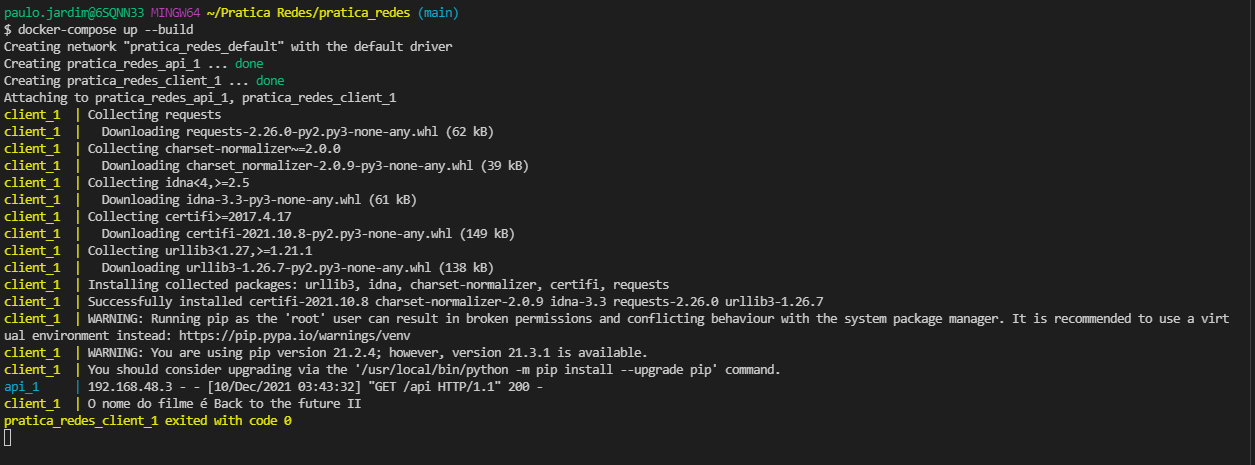 paulo.jardim@6SQNN33 MINGW64 ~/Pratica Redes/pratica_redes (main)
$ docker-compose up --build
Creating network "pratica_redes_default" with the default driver
Creating pratica_redes_api_1 ... done
Creating pratica_redes_client_1 ... done
Attaching to pratica_redes_api_1, pratica_redes_client_1
client_1  | Collecting requests
client_1  |   Downloading requests-2.26.0-py2.py3-none-any.whl (62 kB)
client_1  | Collecting charset-normalizer~=2.0.0
client_1  |   Downloading charset_normalizer-2.0.9-py3-none-any.whl (39 kB)
client_1  | Collecting idna<4,>=2.5
client_1  |   Downloading idna-3.3-py3-none-any.whl (61 kB)
client_1  | Collecting certifi>=2017.4.17
client_1  |   Downloading certifi-2021.10.8-py2.py3-none-any.whl (149 kB)
client_1  | Collecting urllib3<1.27,>=1.21.1
client_1  |   Downloading urllib3-1.26.7-py2.py3-none-any.whl (138 kB)
client_1  | Installing collected packages: urllib3, idna, charset-normalizer, certifi, requests
client_1  | Successfully installed certifi-2021.10.8 charset-normalizer-2.0.9 idna-3.3 requests-2.26.0 urllib3-1.26.7
client_1  | WARNING: Running pip as the 'root' user can result in broken permissions and conflicting behaviour with the system package manager. It is recommended to use a virt
ual environment instead: https://pip.pypa.io/warnings/venv
client_1  | WARNING: You are using pip version 21.2.4; however, version 21.3.1 is available.
client_1  | You should consider upgrading via the '/usr/local/bin/python -m pip install --upgrade pip' command.
api_1     | 192.168.48.3 - - [10/Dec/2021 03:43:32] "GET /api HTTP/1.1" 200 -
client_1  | O nome do filme é Back to the future II
pratica_redes_client_1 exited with code 0